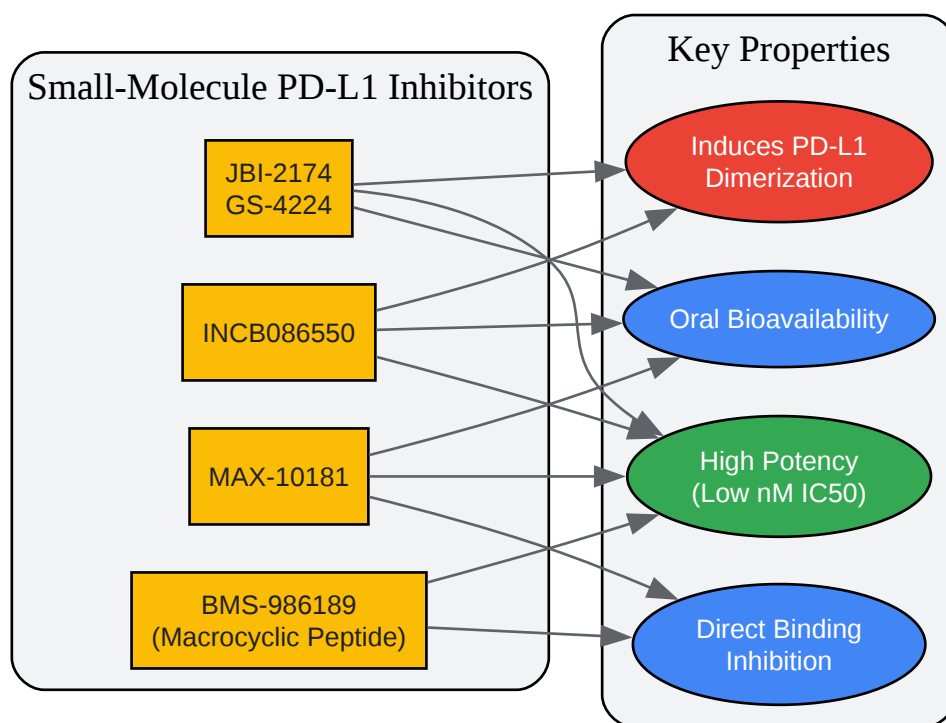 Small-Molecule PD-L1 Inhibitors
JBI-2174
GS-4224
INCB086550
MAX-10181
BMS-986189
(Macrocyclic Peptide)
Key Properties
Induces PD-L1
Dimerization
Oral Bioavailability
High Potency
(Low nM IC50)
Direct Binding
Inhibition